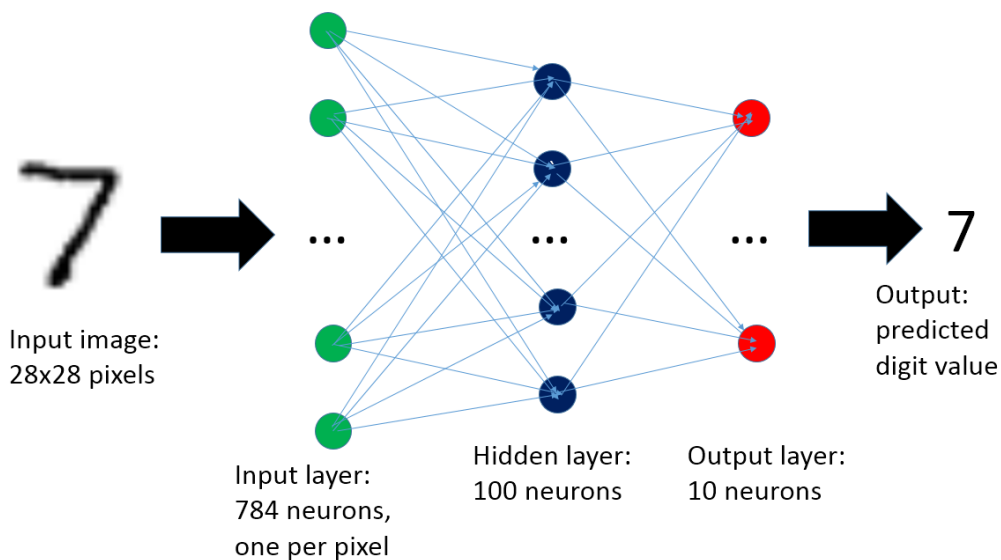 7
...
...
...
7
Input image:
28x28 pixels
Output:
predicted
digit value
Input layer:
784 neurons,
one per pixel
Hidden layer:
100 neurons
Output layer:
10 neurons